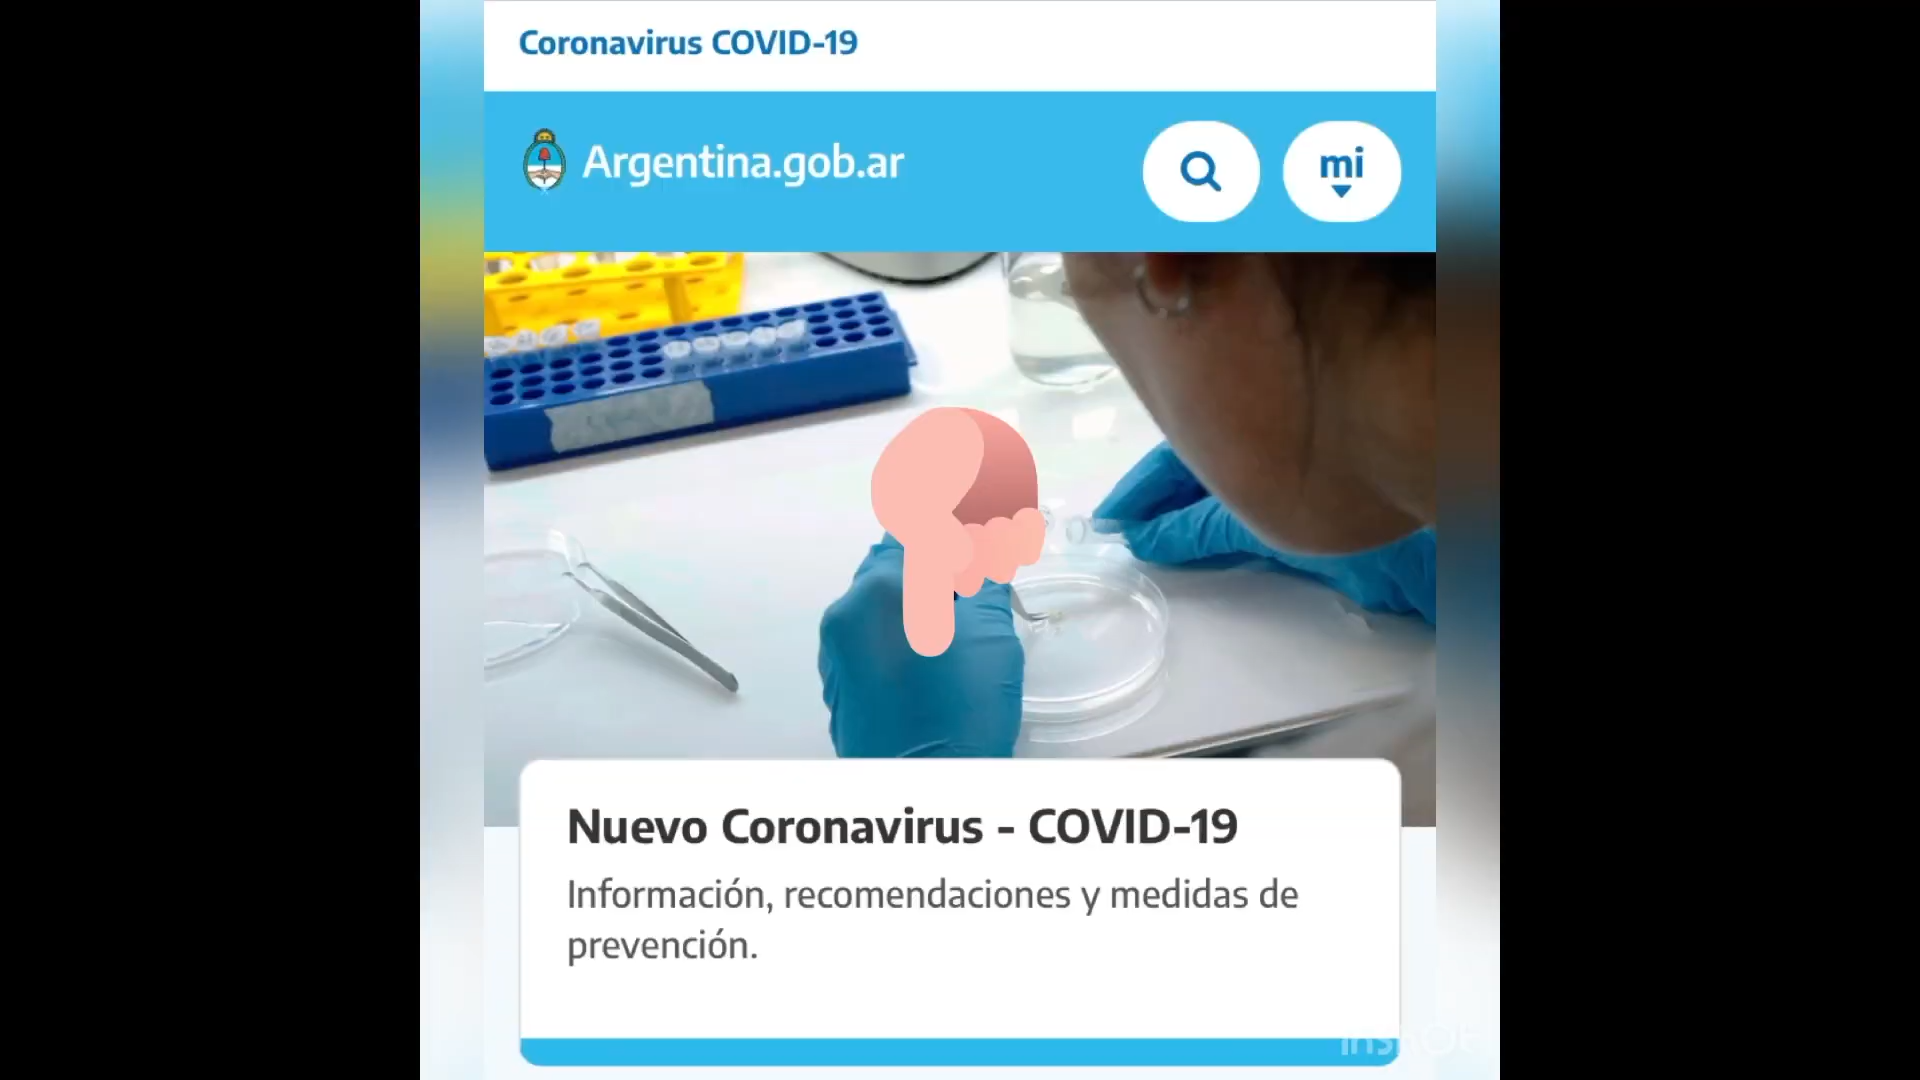 Coronavirus COVID-19
Argentina.gob.ar
mi
Nuevo Coronavirus - COVID-19
Información, recomendaciones y medidas de
prevención.